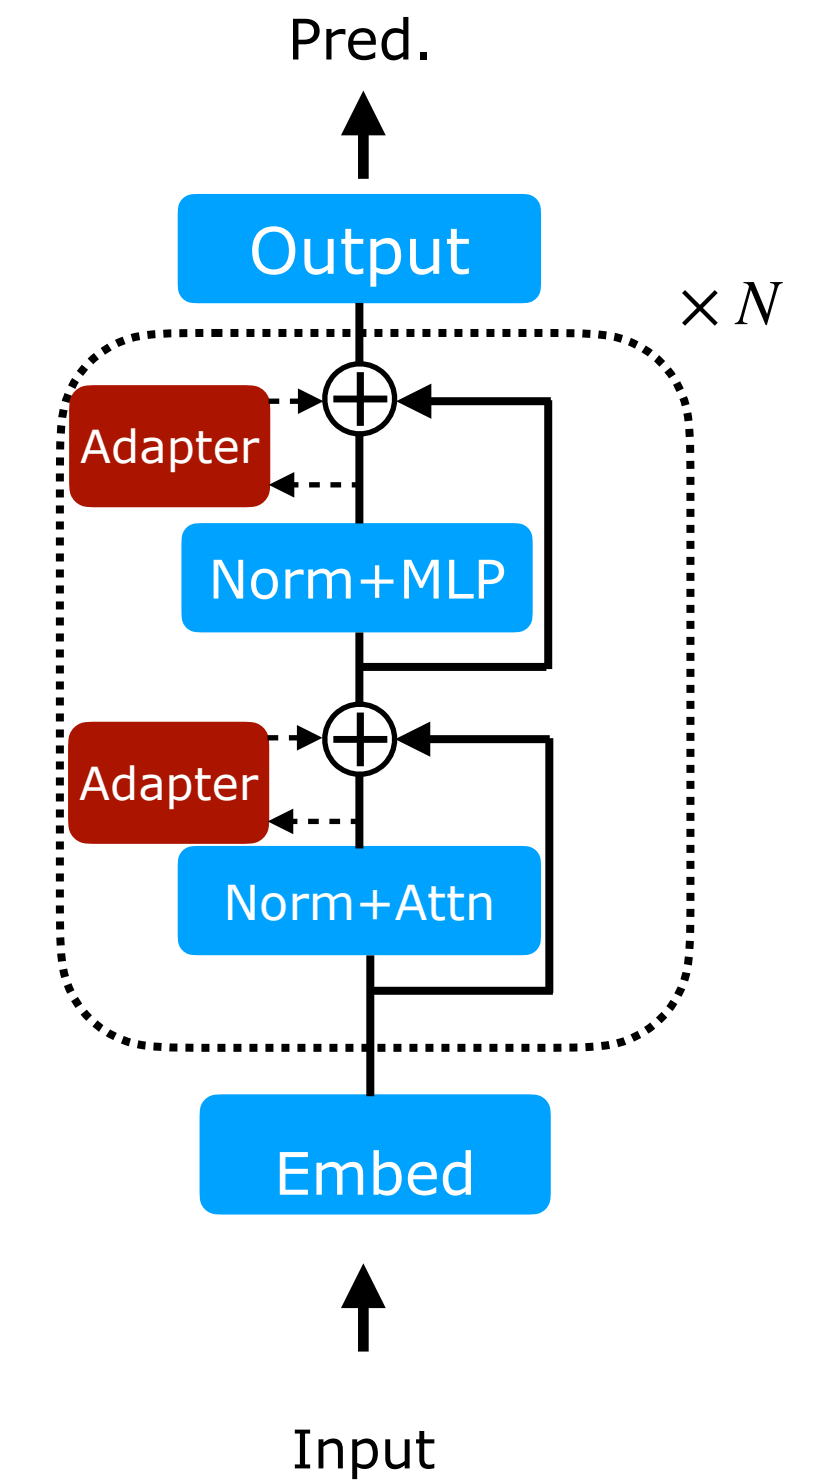 Pred.
Output
× N
Adapter
Norm+MLP
Adapter
Norm+Attn
Embed
Input